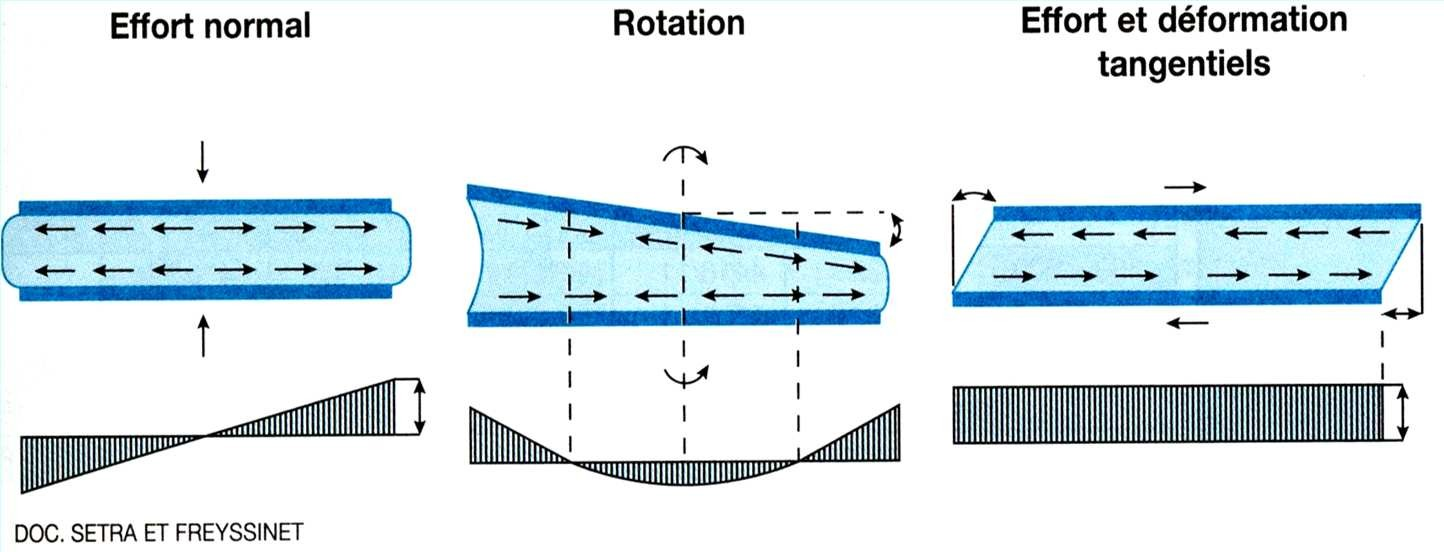 Effort normal
Rotation
Effort et déformation
tangentiels
DOC. SETRA ET FREYSSINET